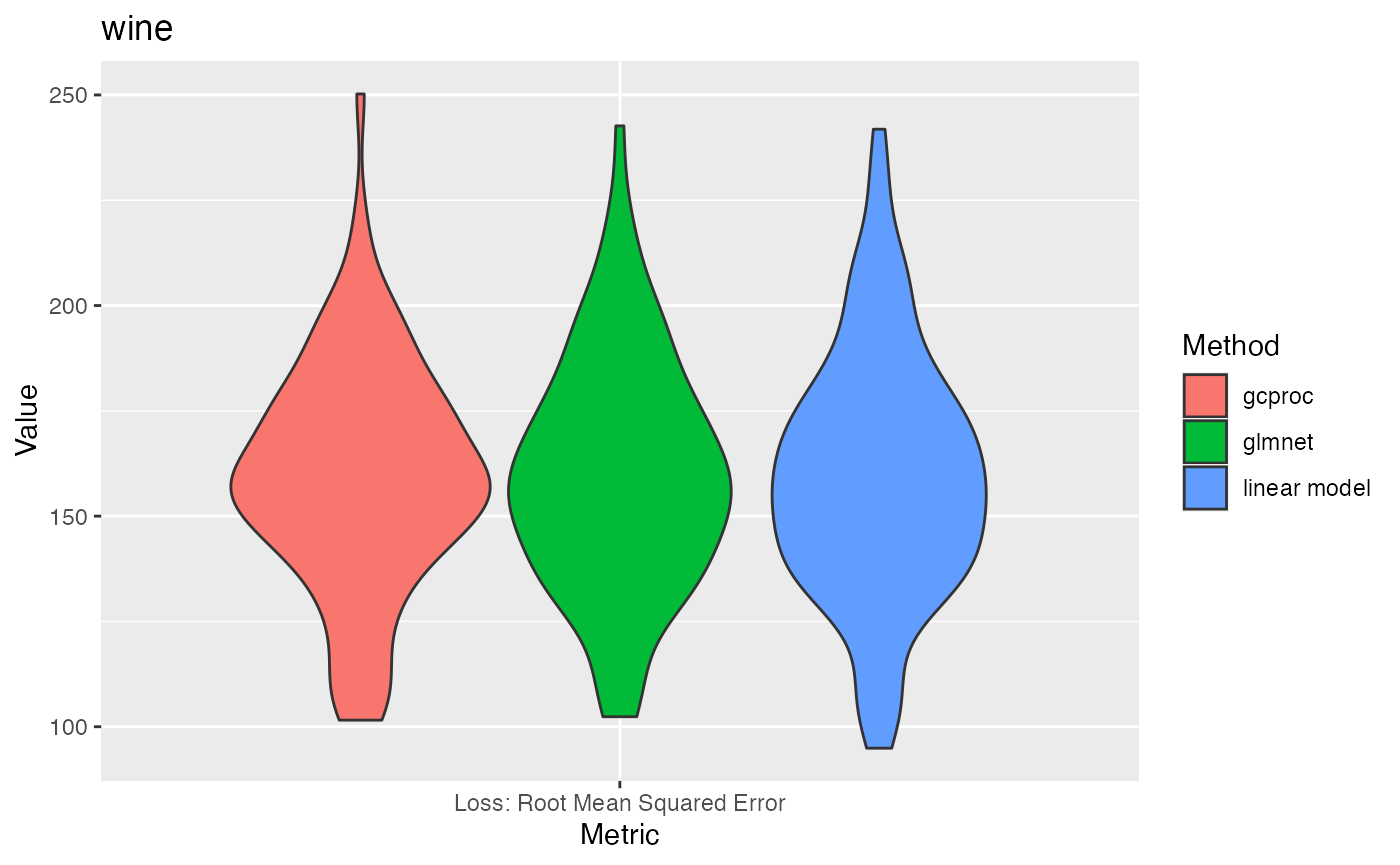 wine
Value
250
200
150
100
Loss: Root Mean Squared Error
Metric
Method
gcproc
glmnet
linear model